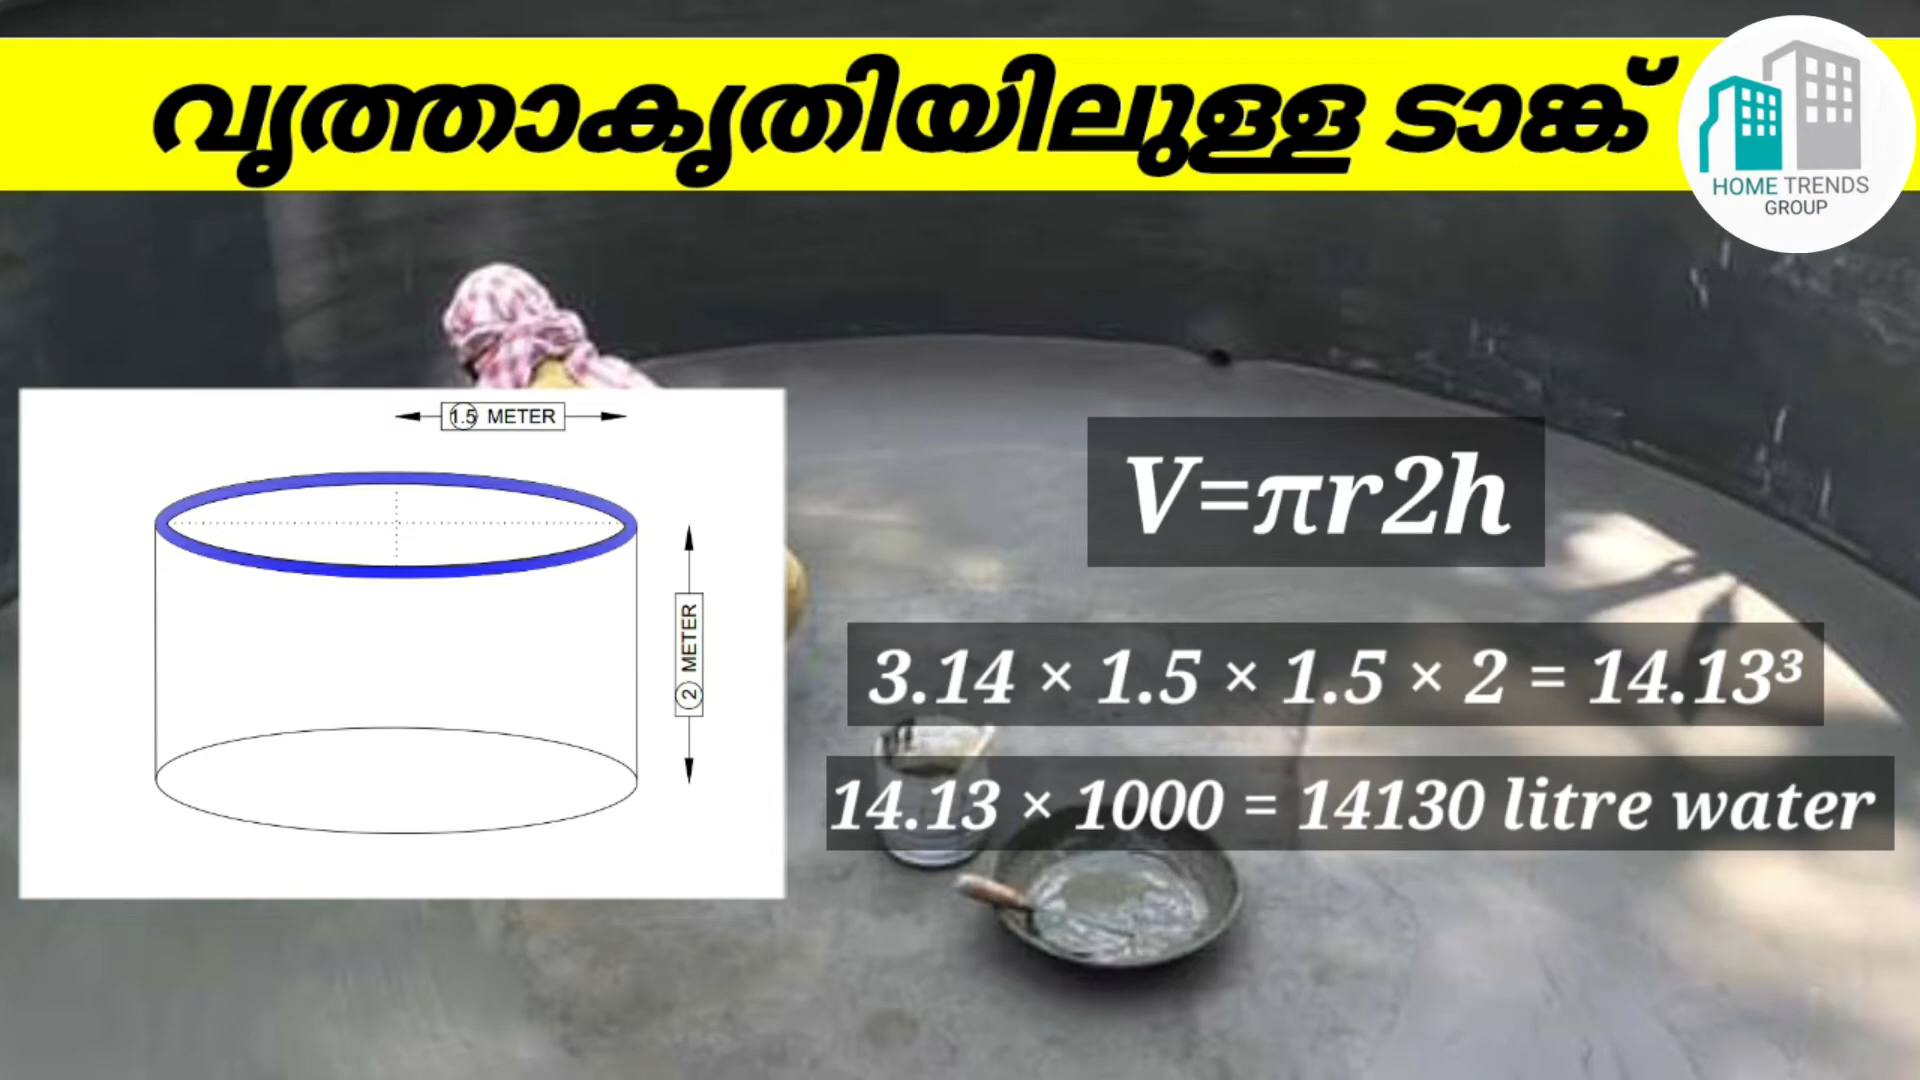 വൃത്താകൃതിയിലുള്ള ടാങ്ക്
HOME TRENDS
GROUP
1.5 METER
2 METER
V=πr2h
3.14 × 1.5 × 1.5 × 2 = 14.13³
14.13 × 1000 = 14130 litre water